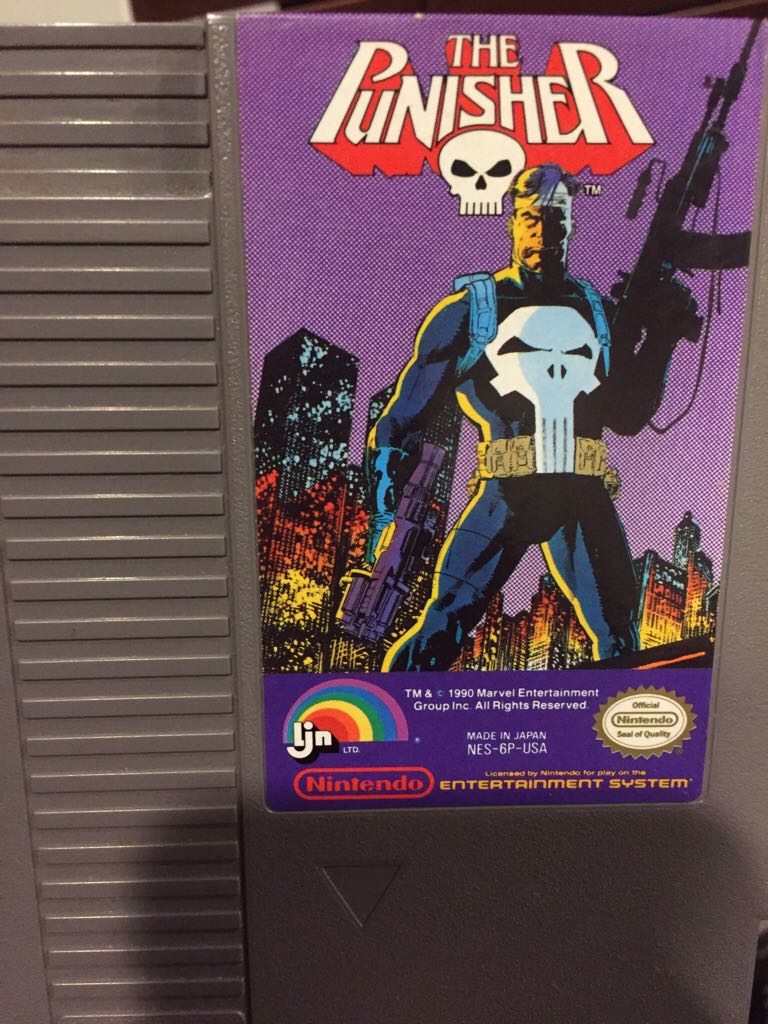 THE
PUNISHER
TM
TM & © 1990 Marvel Entertainment
Group Inc. All Rights Reserved.
ljn
LTD.
®
MADE IN JAPAN
NES-6P-USA
Official
Nintendo
Seal of Quality
Licensed by Nintendo for play on the
Nintendo
ENTERTAINMENT SYSTEM